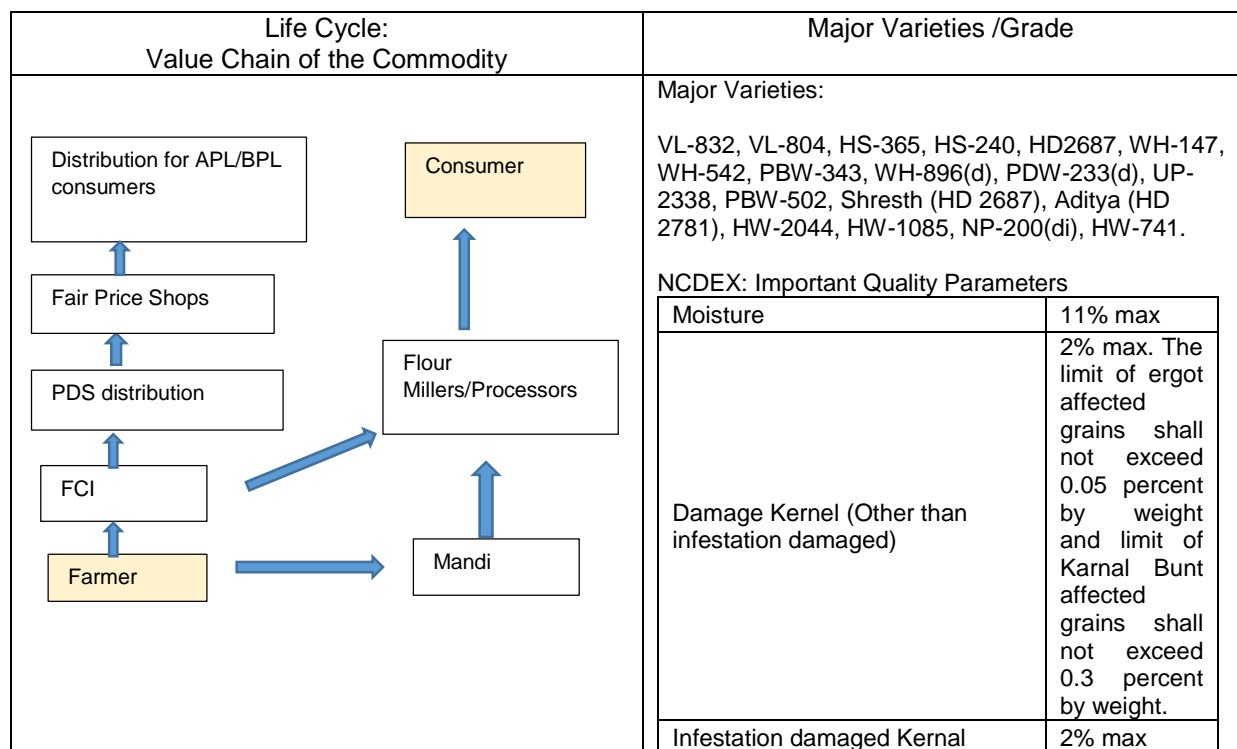 Life Cycle:
Value Chain of the Commodity
Major Varieties /Grade
Distribution for APL/BPL
consumers
Consumer
Fair Price Shops
PDS distribution
Flour
Millers/Processors
FCI
Farmer
Mandi
Major Varieties:
VL-832, VL-804, HS-365, HS-240, HD2687, WH-147,
WH-542, PBW-343, WH-896(d), PDW-233(d), UP-
2338, PBW-502, Shresth (HD 2687), Aditya (HD
2781), HW-2044, HW-1085, NP-200(di), HW-741.
NCDEX: Important Quality Parameters
Moisture
11% max
Damage Kernel (Other than
infestation damaged)
2% max. The
limit of ergot
affected
grains shall
not exceed
0.05 percent
by weight
and limit of
Karnal Bunt
affected
grains shall
not exceed
0.3 percent
by weight.
Infestation damaged Kernal
2% max